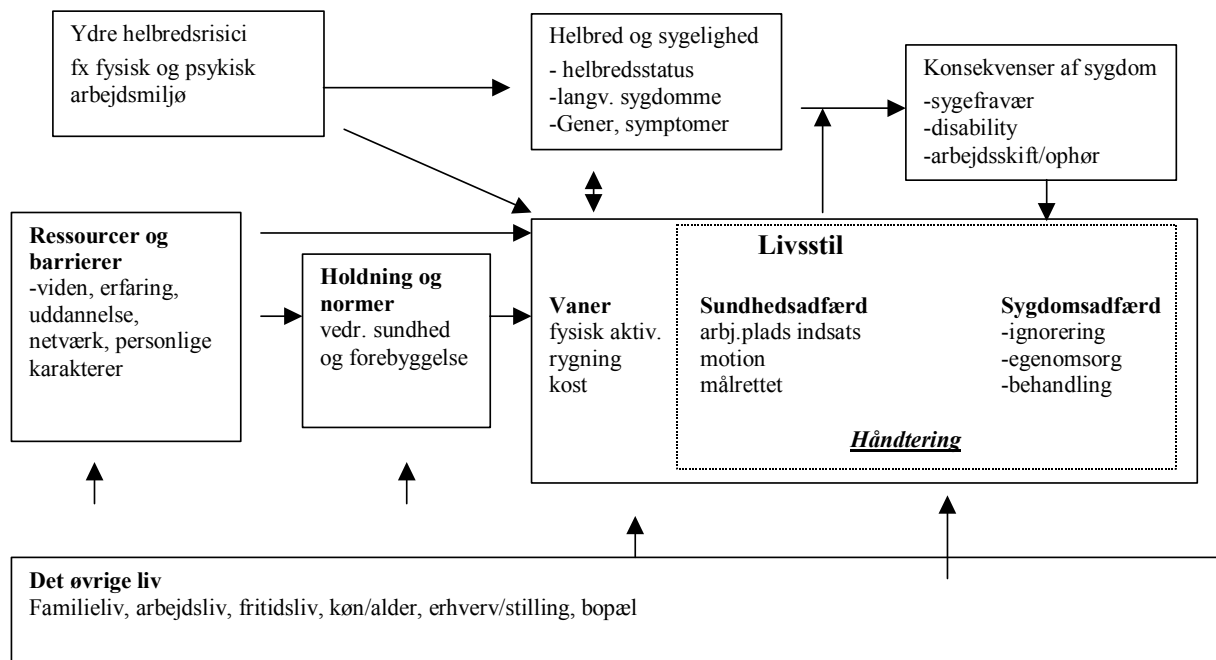 Ydre helbredsrisici
fx fysisk og psykisk
arbejdsmiljø
Helbred og sygelighed
- helbredsstatus
-langv. sygdomme
-Gener, symptomer
Konsekvenser af sygdom
-sygefravær
-disability
-arbejdsskift/ophør
Ressourcer og
barrierer
-viden, erfaring,
uddannelse,
netværk, personlige
karakterer
Holdning og
normer
vedr. sundhed
og forebyggelse
Livsstil
Vaner
fysisk aktiv.
rygning
kost
Sundhedsadfærd
arbj.plads indsats
motion
målrettet
Sygdomsadfærd
-ignorering
-egenomsorg
-behandling
Håndtering
Det øvrige liv
Familieliv, arbejdsliv, fritidsliv, køn/alder, erhverv/stilling, bopæl